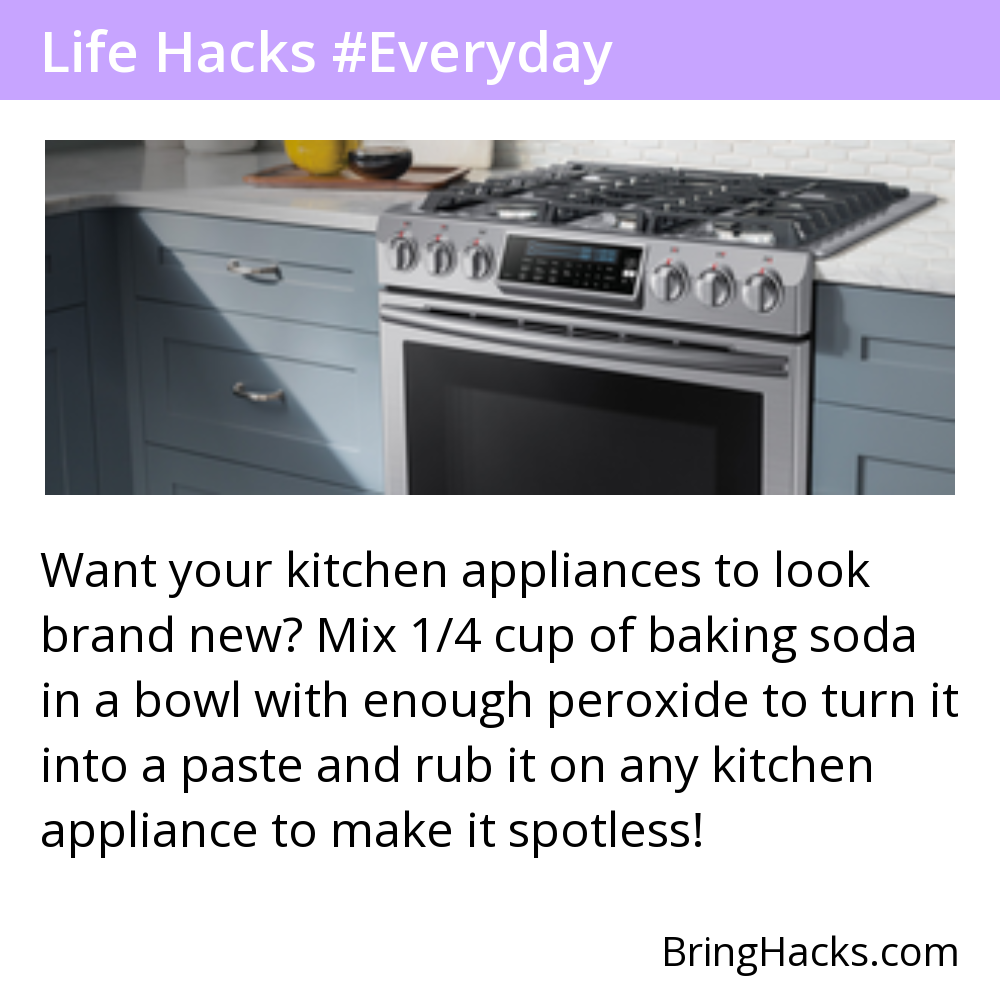 Life Hacks #Everyday
Want your kitchen appliances to look
brand new? Mix 1/4 cup of baking soda
in a bowl with enough peroxide to turn it
into a paste and rub it on any kitchen
appliance to make it spotless!
BringHacks.com